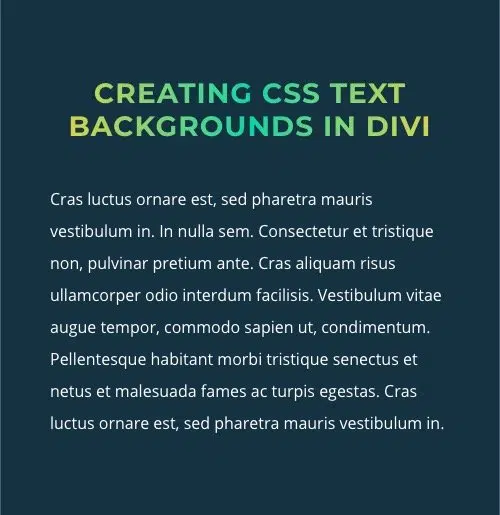 CREATING CSS TEXT
BACKGROUNDS IN DIVI
Cras luctus ornare est, sed pharetra mauris
vestibulum in. In nulla sem. Consectetur et tristique
non, pulvinar pretium ante. Cras aliquam risus
ullamcorper odio interdum facilisis. Vestibulum vitae
augue tempor, commodo sapien ut, condimentum.
Pellentesque habitant morbi tristique senectus et
netus et malesuada fames ac turpis egestas. Cras
luctus ornare est, sed pharetra mauris vestibulum in.